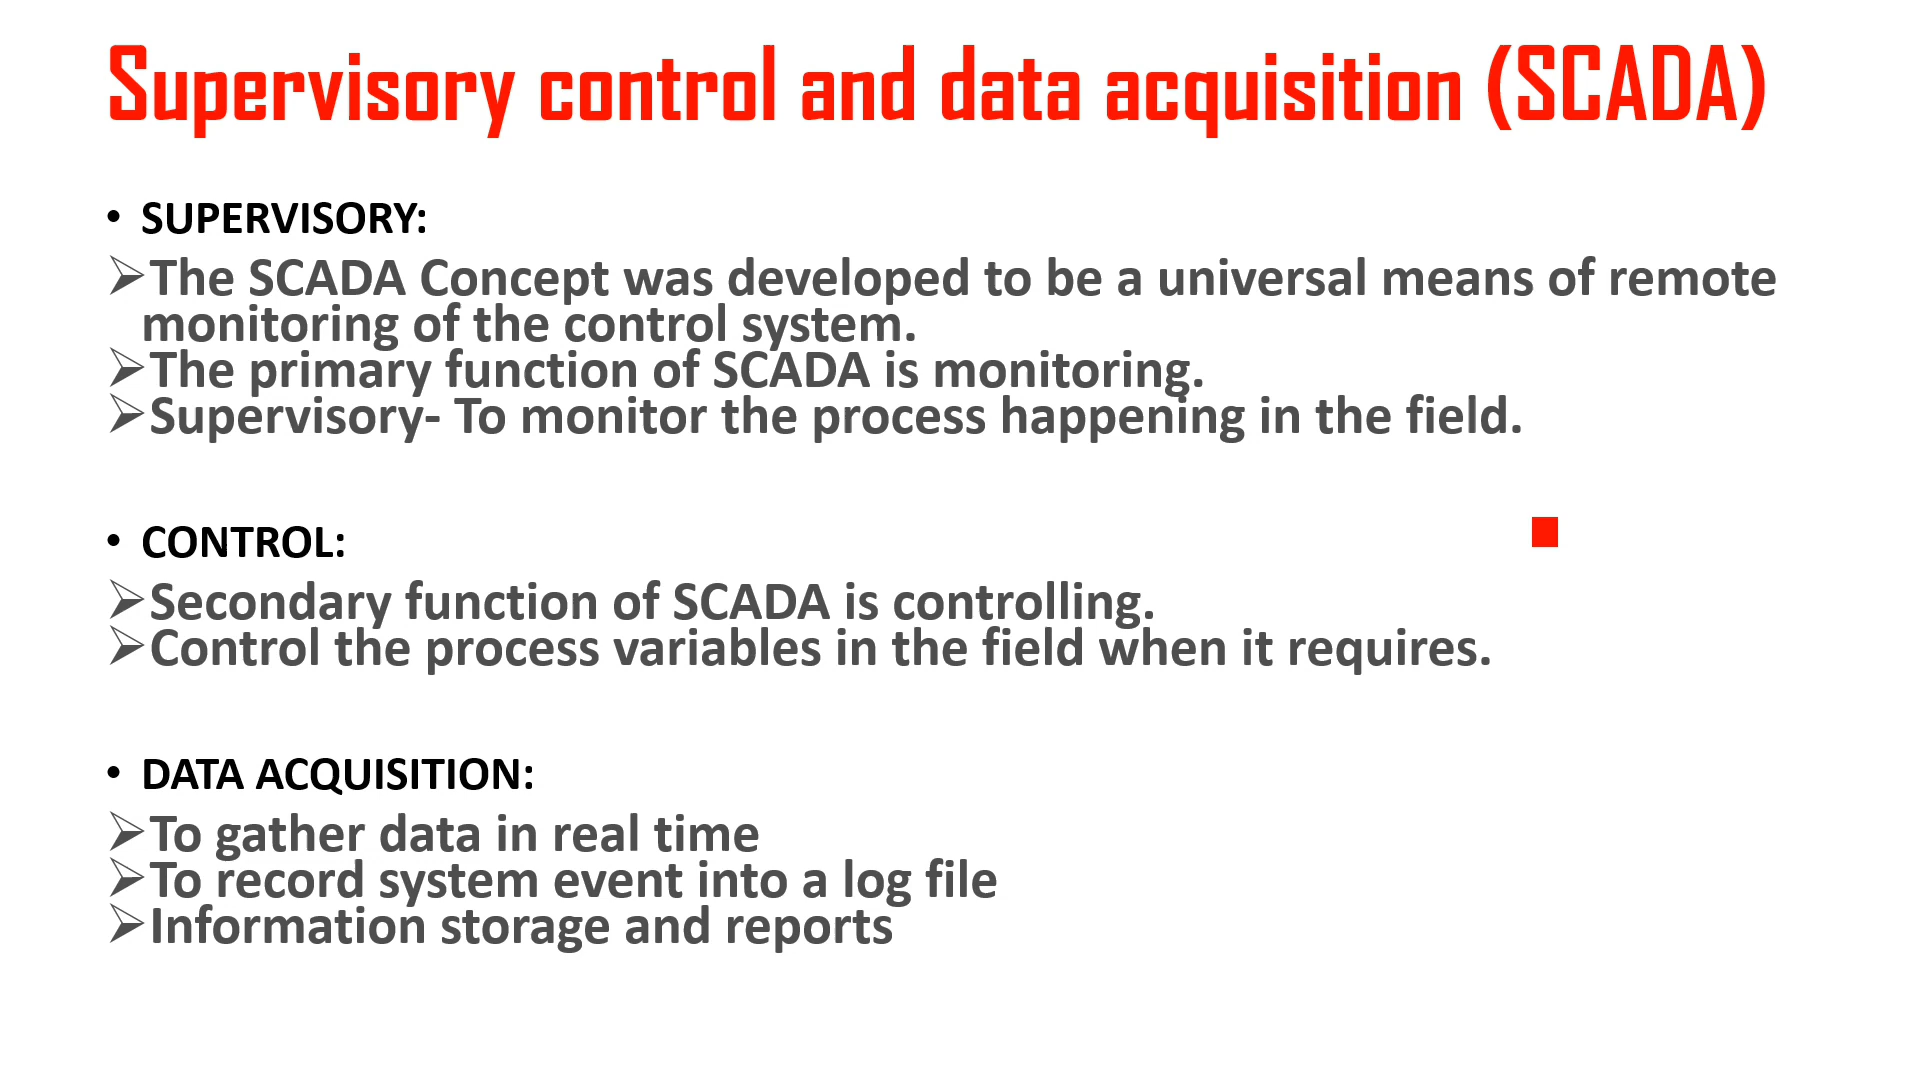 Supervisory control and data acquisition (SCADA)
• SUPERVISORY:
➢The SCADA Concept was developed to be a universal means of remote
monitoring of the control system.
➢The primary function of SCADA is monitoring.
➢Supervisory- To monitor the process happening in the field.
• CONTROL:
➢Secondary function of SCADA is controlling.
➢Control the process variables in the field when it requires.
• DATA ACQUISITION:
➢To gather data in real time
➢To record system event into a log file
➢Information storage and reports